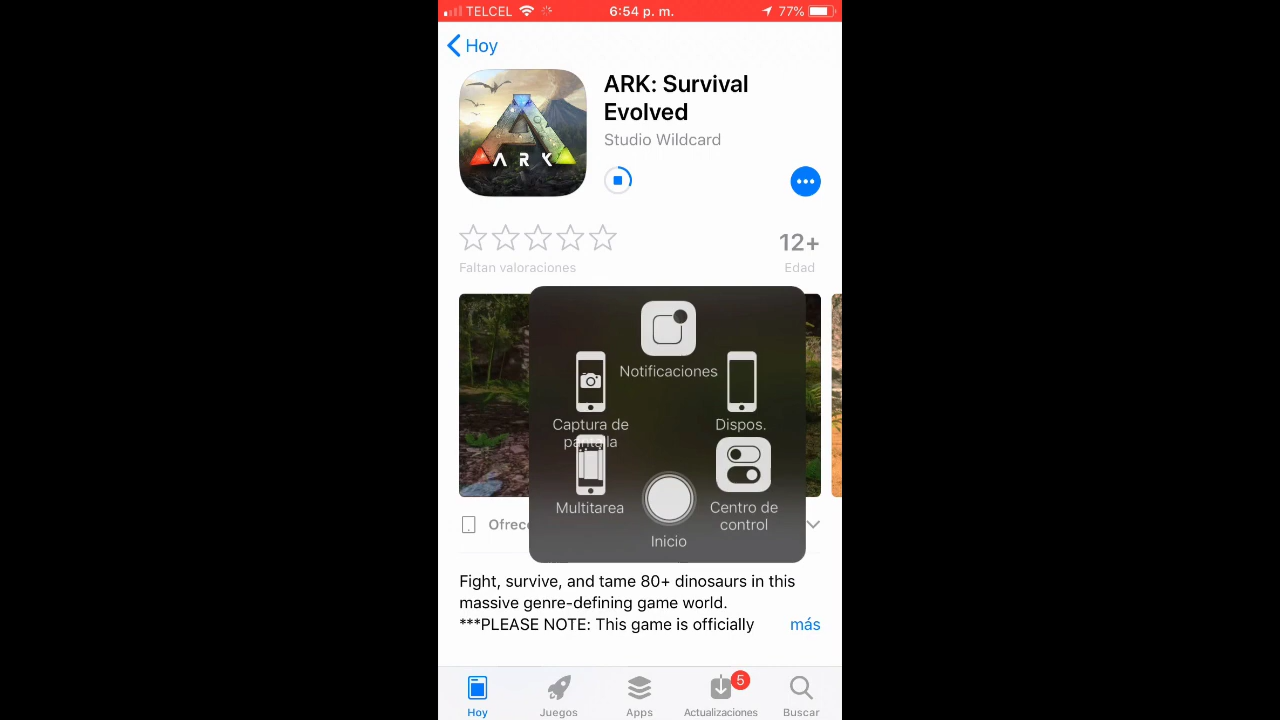 TELCEL 6:54 p. m. 77%
Hoy
ARK: Survival
Evolved
Studio Wildcard
ARK
Faltan valoraciones
12+
Edad
Notificaciones
Captura de
pantalla
Dispos.
Multitarea
Centro de
control
Inicio
Ofrec
Fight, survive, and tame 80+ dinosaurs in this
massive genre-defining game world.
***PLEASE NOTE: This game is officially más
5
Hoy Juegos Apps Actualizaciones Buscar